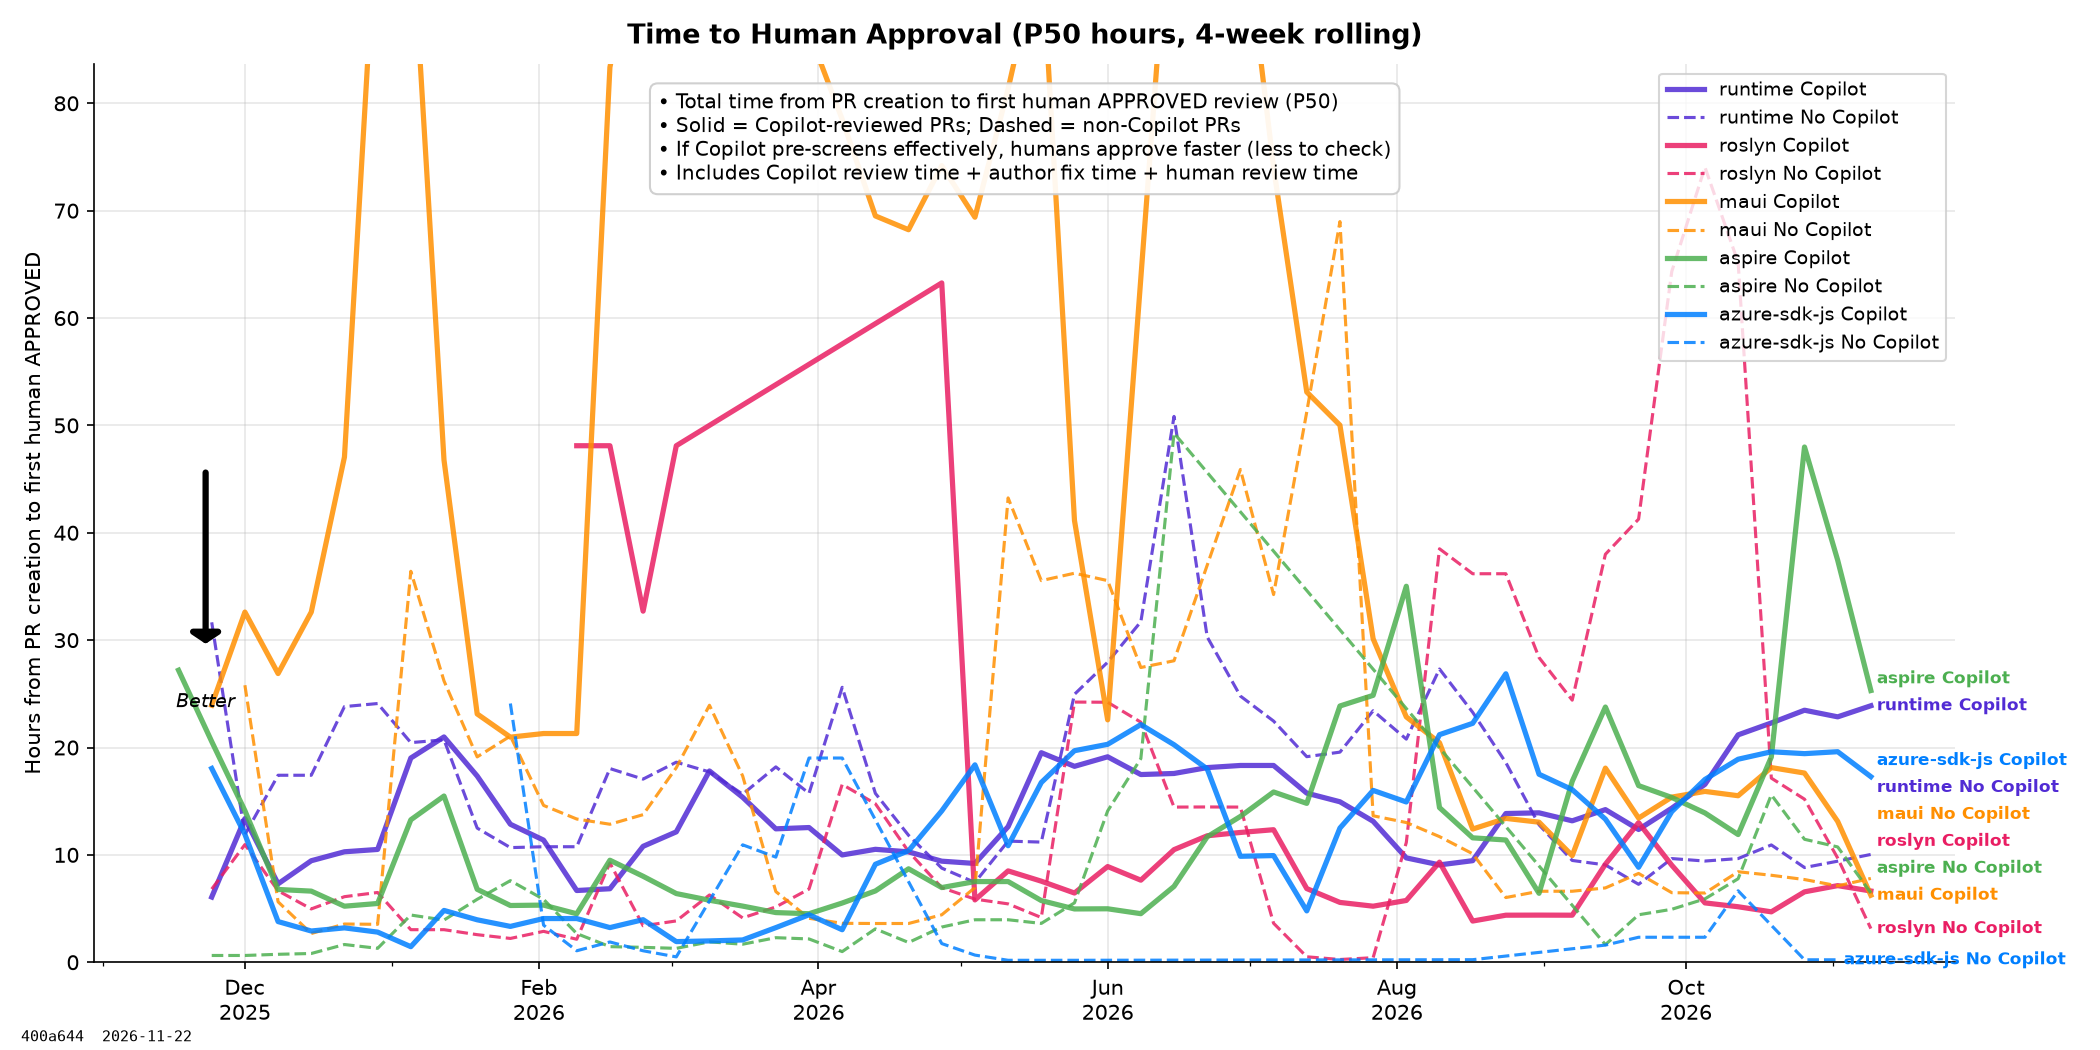 Time to Human Approval (P50 hours, 4-week rolling)
• Total time from PR creation to first human APPROVED review (P50)
• Solid = Copilot-reviewed PRs; Dashed = non-Copilot PRs
• If Copilot pre-screens effectively, humans approve faster (less to check)
• Includes Copilot review time + author fix time + human review time
runtime Copilot
runtime No Copilot
roslyn Copilot
roslyn No Copilot
maui Copilot
maui No Copilot
aspire Copilot
aspire No Copilot
azure-sdk-js Copilot
azure-sdk-js No Copilot
Hours from PR creation to first human APPROVED
80
70
60
50
40
30
20
10
0
Better
aspire Copilot
runtime Copilot
azure-sdk-js Copilot
runtime No Copilot
maui No Copilot
roslyn Copilot
aspire No Copilot
maui Copilot
roslyn No Copilot
azure-sdk-js No Copilot
Dec
2025
Feb
2026
Apr
2026
Jun
2026
Aug
2026
Oct
2026
400a644 2026-11-22